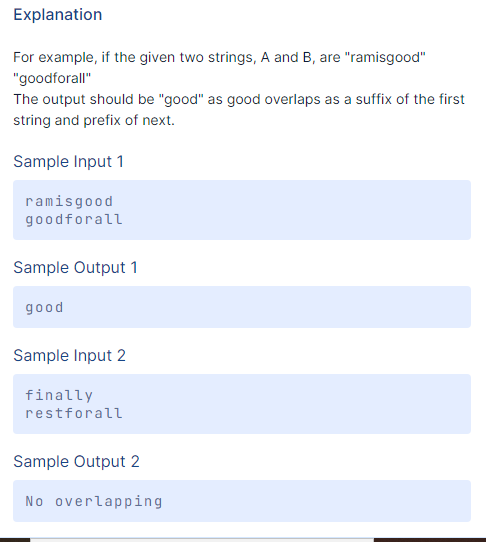 Explanation
For example, if the given two strings, A and B, are "ramisgood"
"goodforall"
The output should be "good" as good overlaps as a suffix of the first
string and prefix of next.
Sample Input 1
ramisgood
goodforall
Sample Output 1
good
Sample Input 2
finally
restforall
Sample Output 2
No overlapping